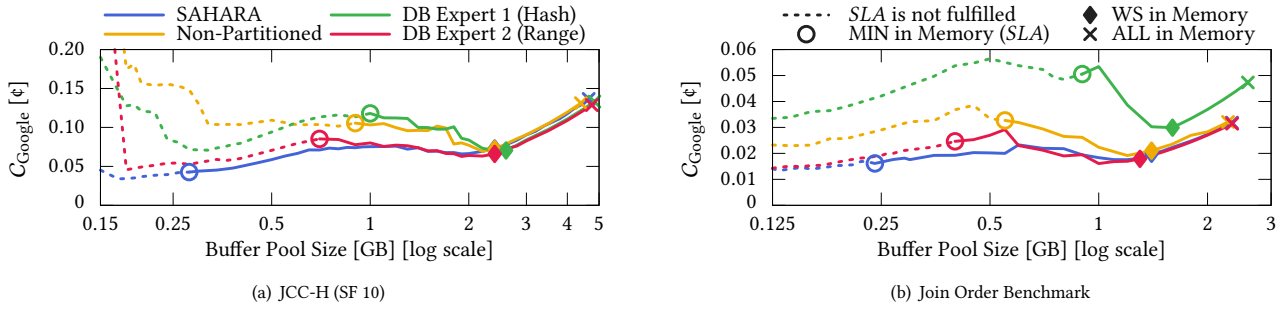 SAHARA
Non-Partitioned
DB Expert 1 (Hash)
DB Expert 2 (Range)
SLA is not fulfilled
MIN in Memory (SLA)
WS in Memory
ALL in Memory
C_Google [¢]
0.20
0.15
0.10
0.05
0
0.15 0.25 0.5 1 2 3 4 5
Buffer Pool Size [GB] [log scale]
(a) JCC-H (SF 10)
C_Google [¢]
0.06
0.05
0.04
0.03
0.02
0.01
0
0.125 0.25 0.5 1 2 3
Buffer Pool Size [GB] [log scale]
(b) Join Order Benchmark